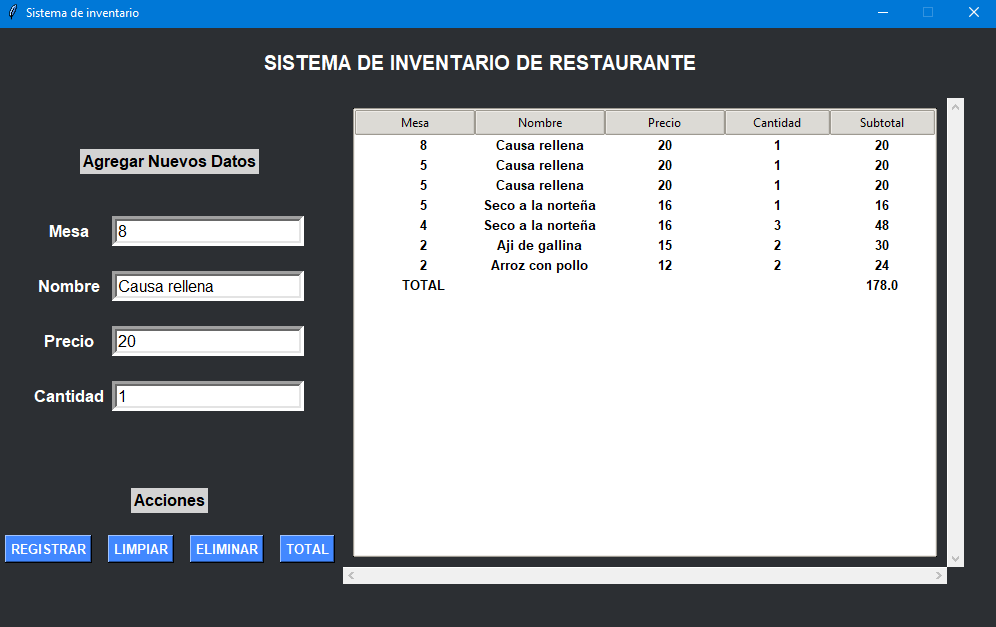 Sistema de inventario
SISTEMA DE INVENTARIO DE RESTAURANTE
Agregar Nuevos Datos
Mesa 8
Nombre Causa rellena
Precio 20
Cantidad 1
Acciones
REGISTRAR LIMPIAR ELIMINAR TOTAL
Mesa Nombre Precio Cantidad Subtotal
8 Causa rellena 20 1 20
5 Causa rellena 20 1 20
5 Causa rellena 20 1 20
5 Seco a la norteña 16 1 16
4 Seco a la norteña 16 3 48
2 Aji de gallina 15 2 30
2 Arroz con pollo 12 2 24
TOTAL 178.0